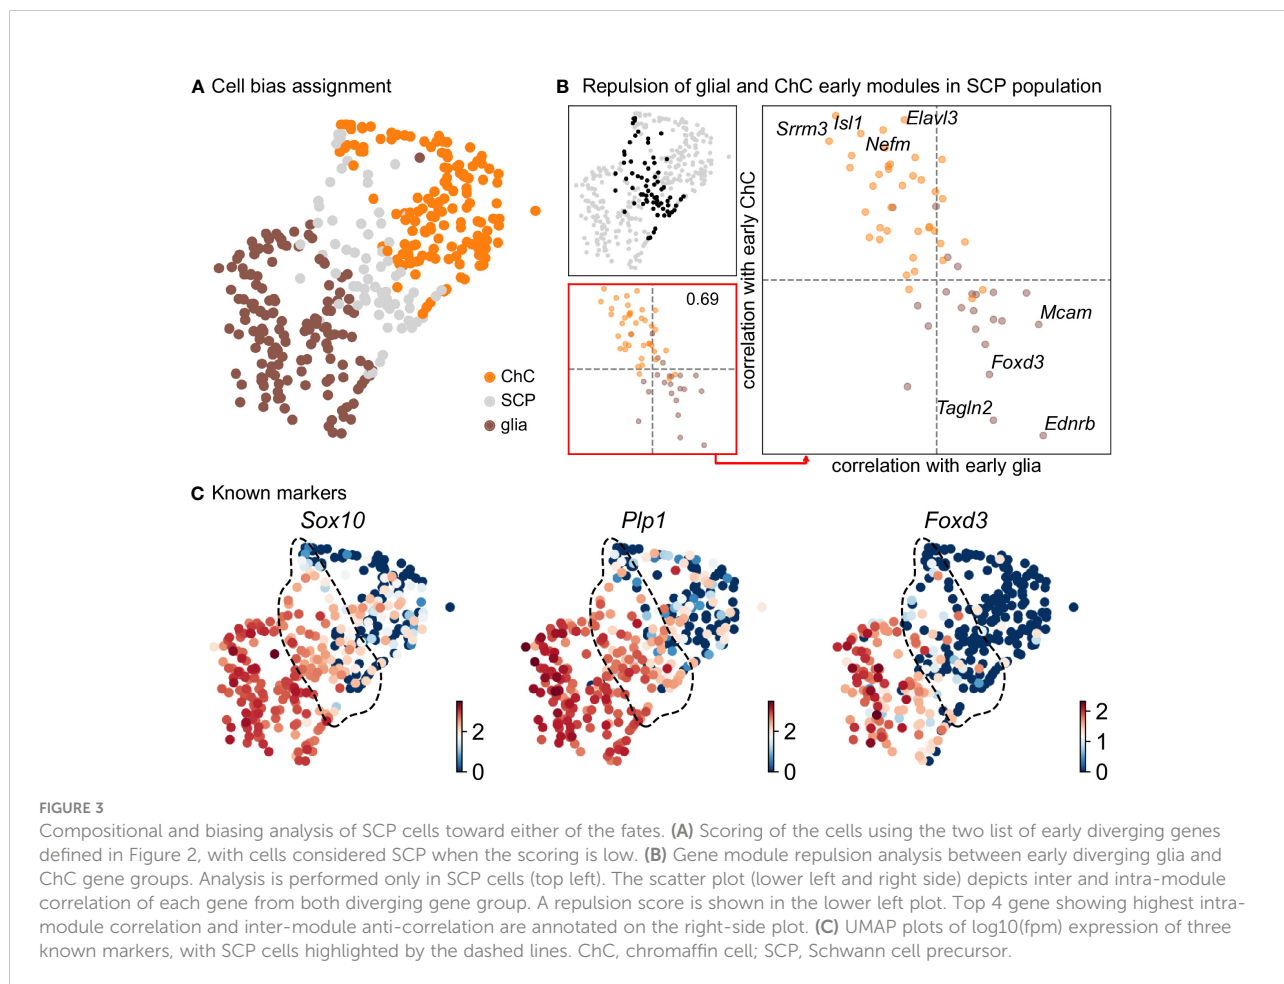 A Cell bias assignment
ChC
SCP
glia
B Repulsion of glial and ChC early modules in SCP population
0.69
correlation with early ChC
Srrm3
Isl1
Elavl3
Nefm
Mcam
Foxd3
Tagln2
Ednrb
correlation with early glia
C Known markers
Sox10
2
0
Plp1
2
0
Foxd3
2
1
0
FIGURE 3
Compositional and biasing analysis of SCP cells toward either of the fates. (A) Scoring of the cells using the two list of early diverging genes
defined in Figure 2, with cells considered SCP when the scoring is low. (B) Gene module repulsion analysis between early diverging glia and
ChC gene groups. Analysis is performed only in SCP cells (top left). The scatter plot (lower left and right side) depicts inter and intra-module
correlation of each gene from both diverging gene group. A repulsion score is shown in the lower left plot. Top 4 gene showing highest intra-
module correlation and inter-module anti-correlation are annotated on the right-side plot. (C) UMAP plots of log10(fpm) expression of three
known markers, with SCP cells highlighted by the dashed lines. ChC, chromaffin cell; SCP, Schwann cell precursor.